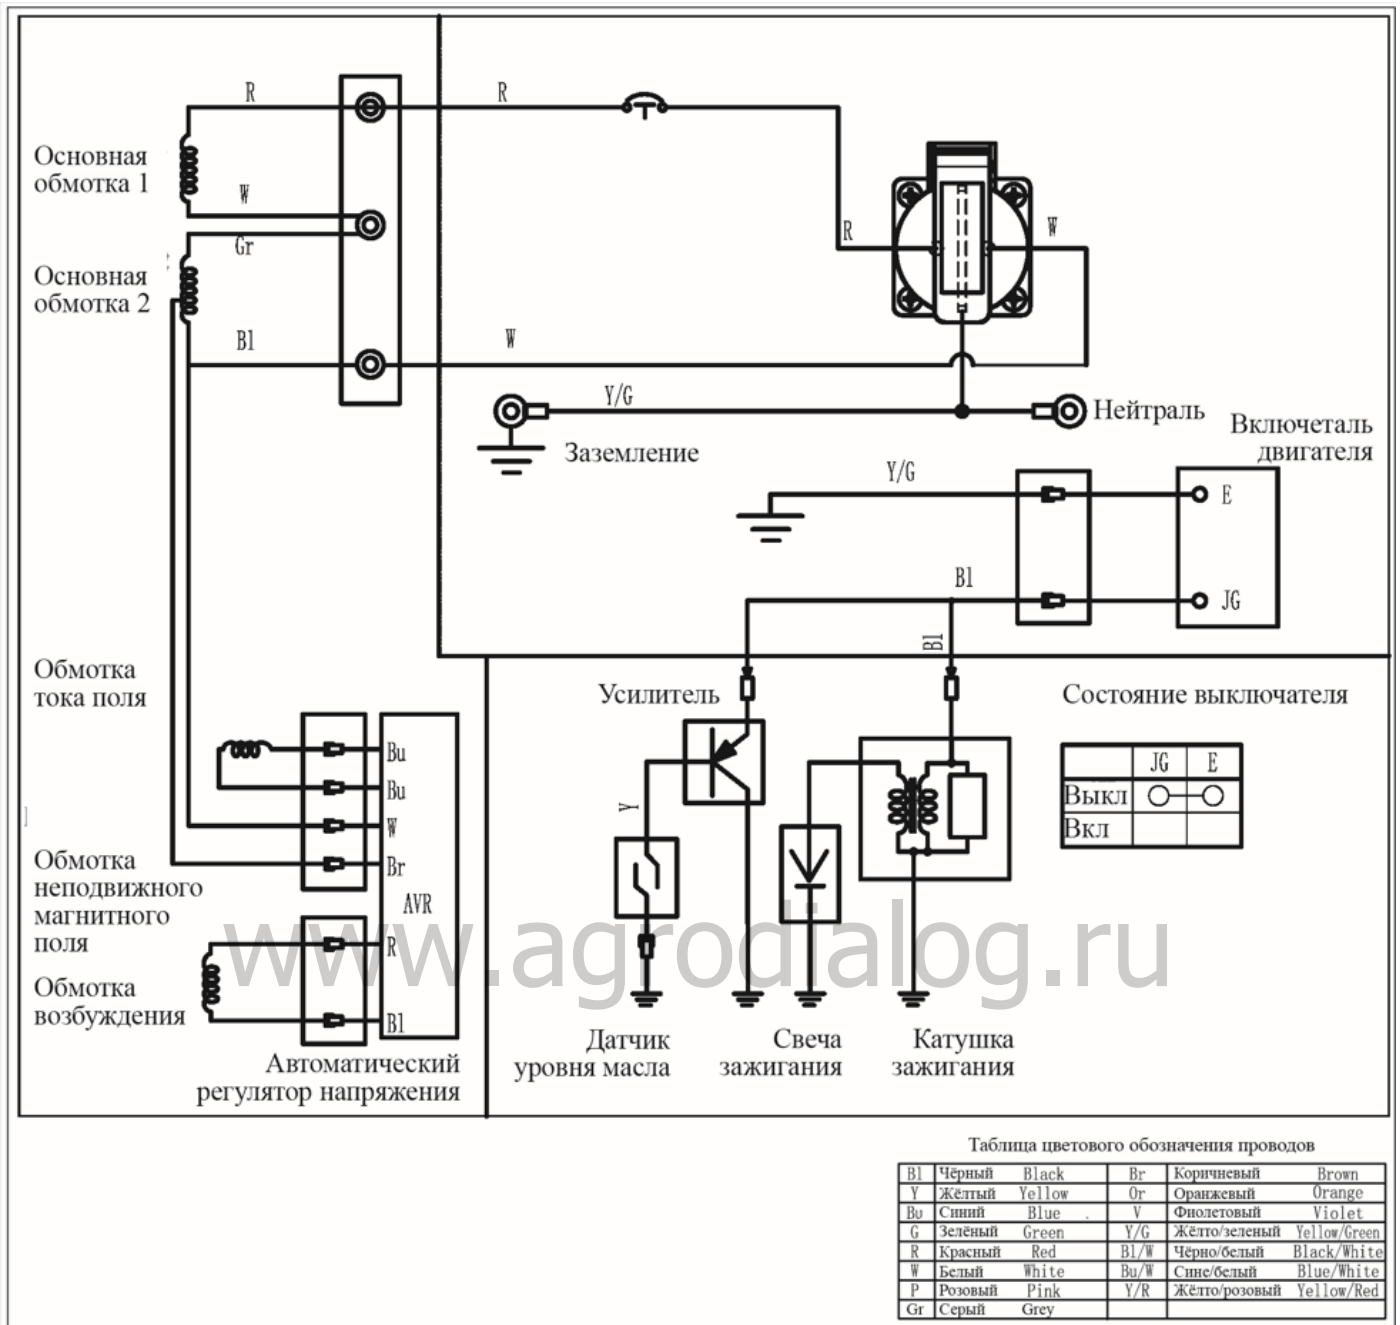 R
R
Основная
обмотка 1
W
Gr
R
W
Основная
обмотка 2
Bl
W
Y/G
Нейтраль
Заземление
Включеталь
двигателя
Y/G
E
Bl
JG
Bl
Обмотка
тока поля
Усилитель
Состояние выключателя
Bu
Bu
W
Br
AVR
R
Bl
JG E
Выкл
Вкл
Y
Обмотка
неподвижного
магнитного
поля
www.agrodialog.ru
Обмотка
возбуждения
Автоматический
регулятор напряжения
Датчик
уровня масла
Свеча
зажигания
Катушка
зажигания
Таблица цветового обозначения проводов
Bl Чёрный Black Br Коричневый Brown
Y Жёлтый Yellow Or Оранжевый Orange
Bu Синий Blue V Фиолетовый Violet
G Зелёный Green Y/G Жёлто/зеленый Yellow/Green
R Красный Red Bl/W Чёрно/белый Black/White
W Белый White Bu/W Сине/белый Blue/White
P Розовый Pink Y/R Жёлто/розовый Yellow/Red
Gr Серый Grey